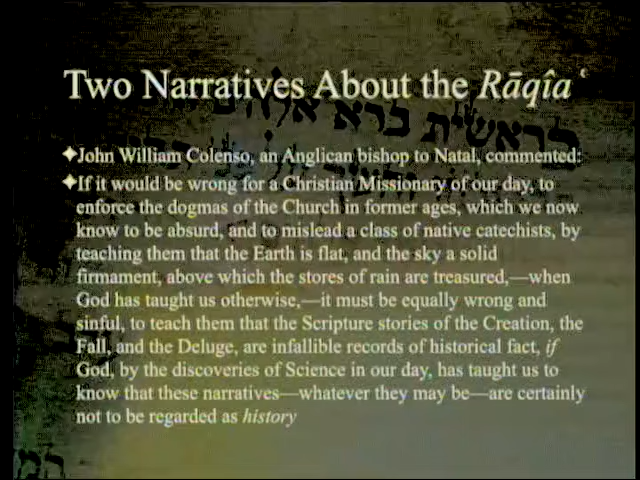 Two Narratives About the Rāqîaʿ
בראשית ברא אלהים
✦John William Colenso, an Anglican bishop to Natal, commented:
✦If it would be wrong for a Christian Missionary of our day, to
enforce the dogmas of the Church in former ages, which we now
know to be absurd, and to mislead a class of native catechists, by
teaching them that the Earth is flat, and the sky a solid
firmament, above which the stores of rain are treasured,—when
God has taught us otherwise,—it must be equally wrong and
sinful, to teach them that the Scripture stories of the Creation, the
Fall, and the Deluge, are infallible records of historical fact, if
God, by the discoveries of Science in our day, has taught us to
know that these narratives—whatever they may be—are certainly
not to be regarded as history